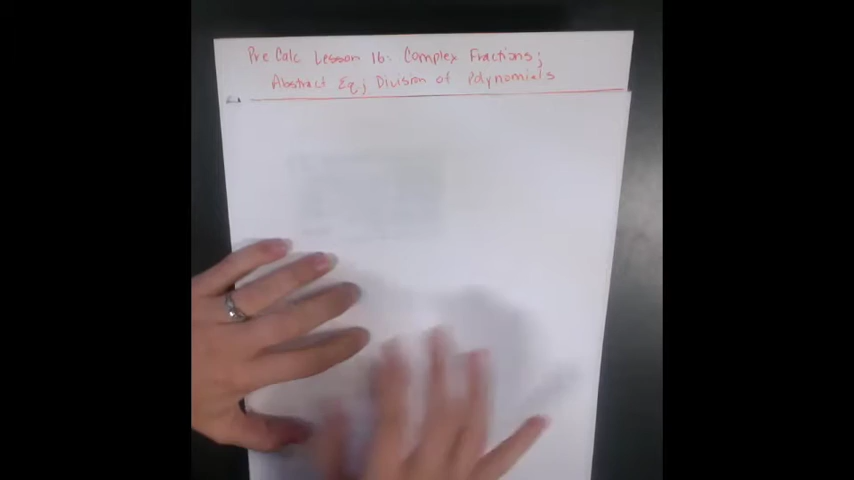 Pre Calc Lesson 16: Complex Fractions;
Abstract Eq; Division of Polynomials